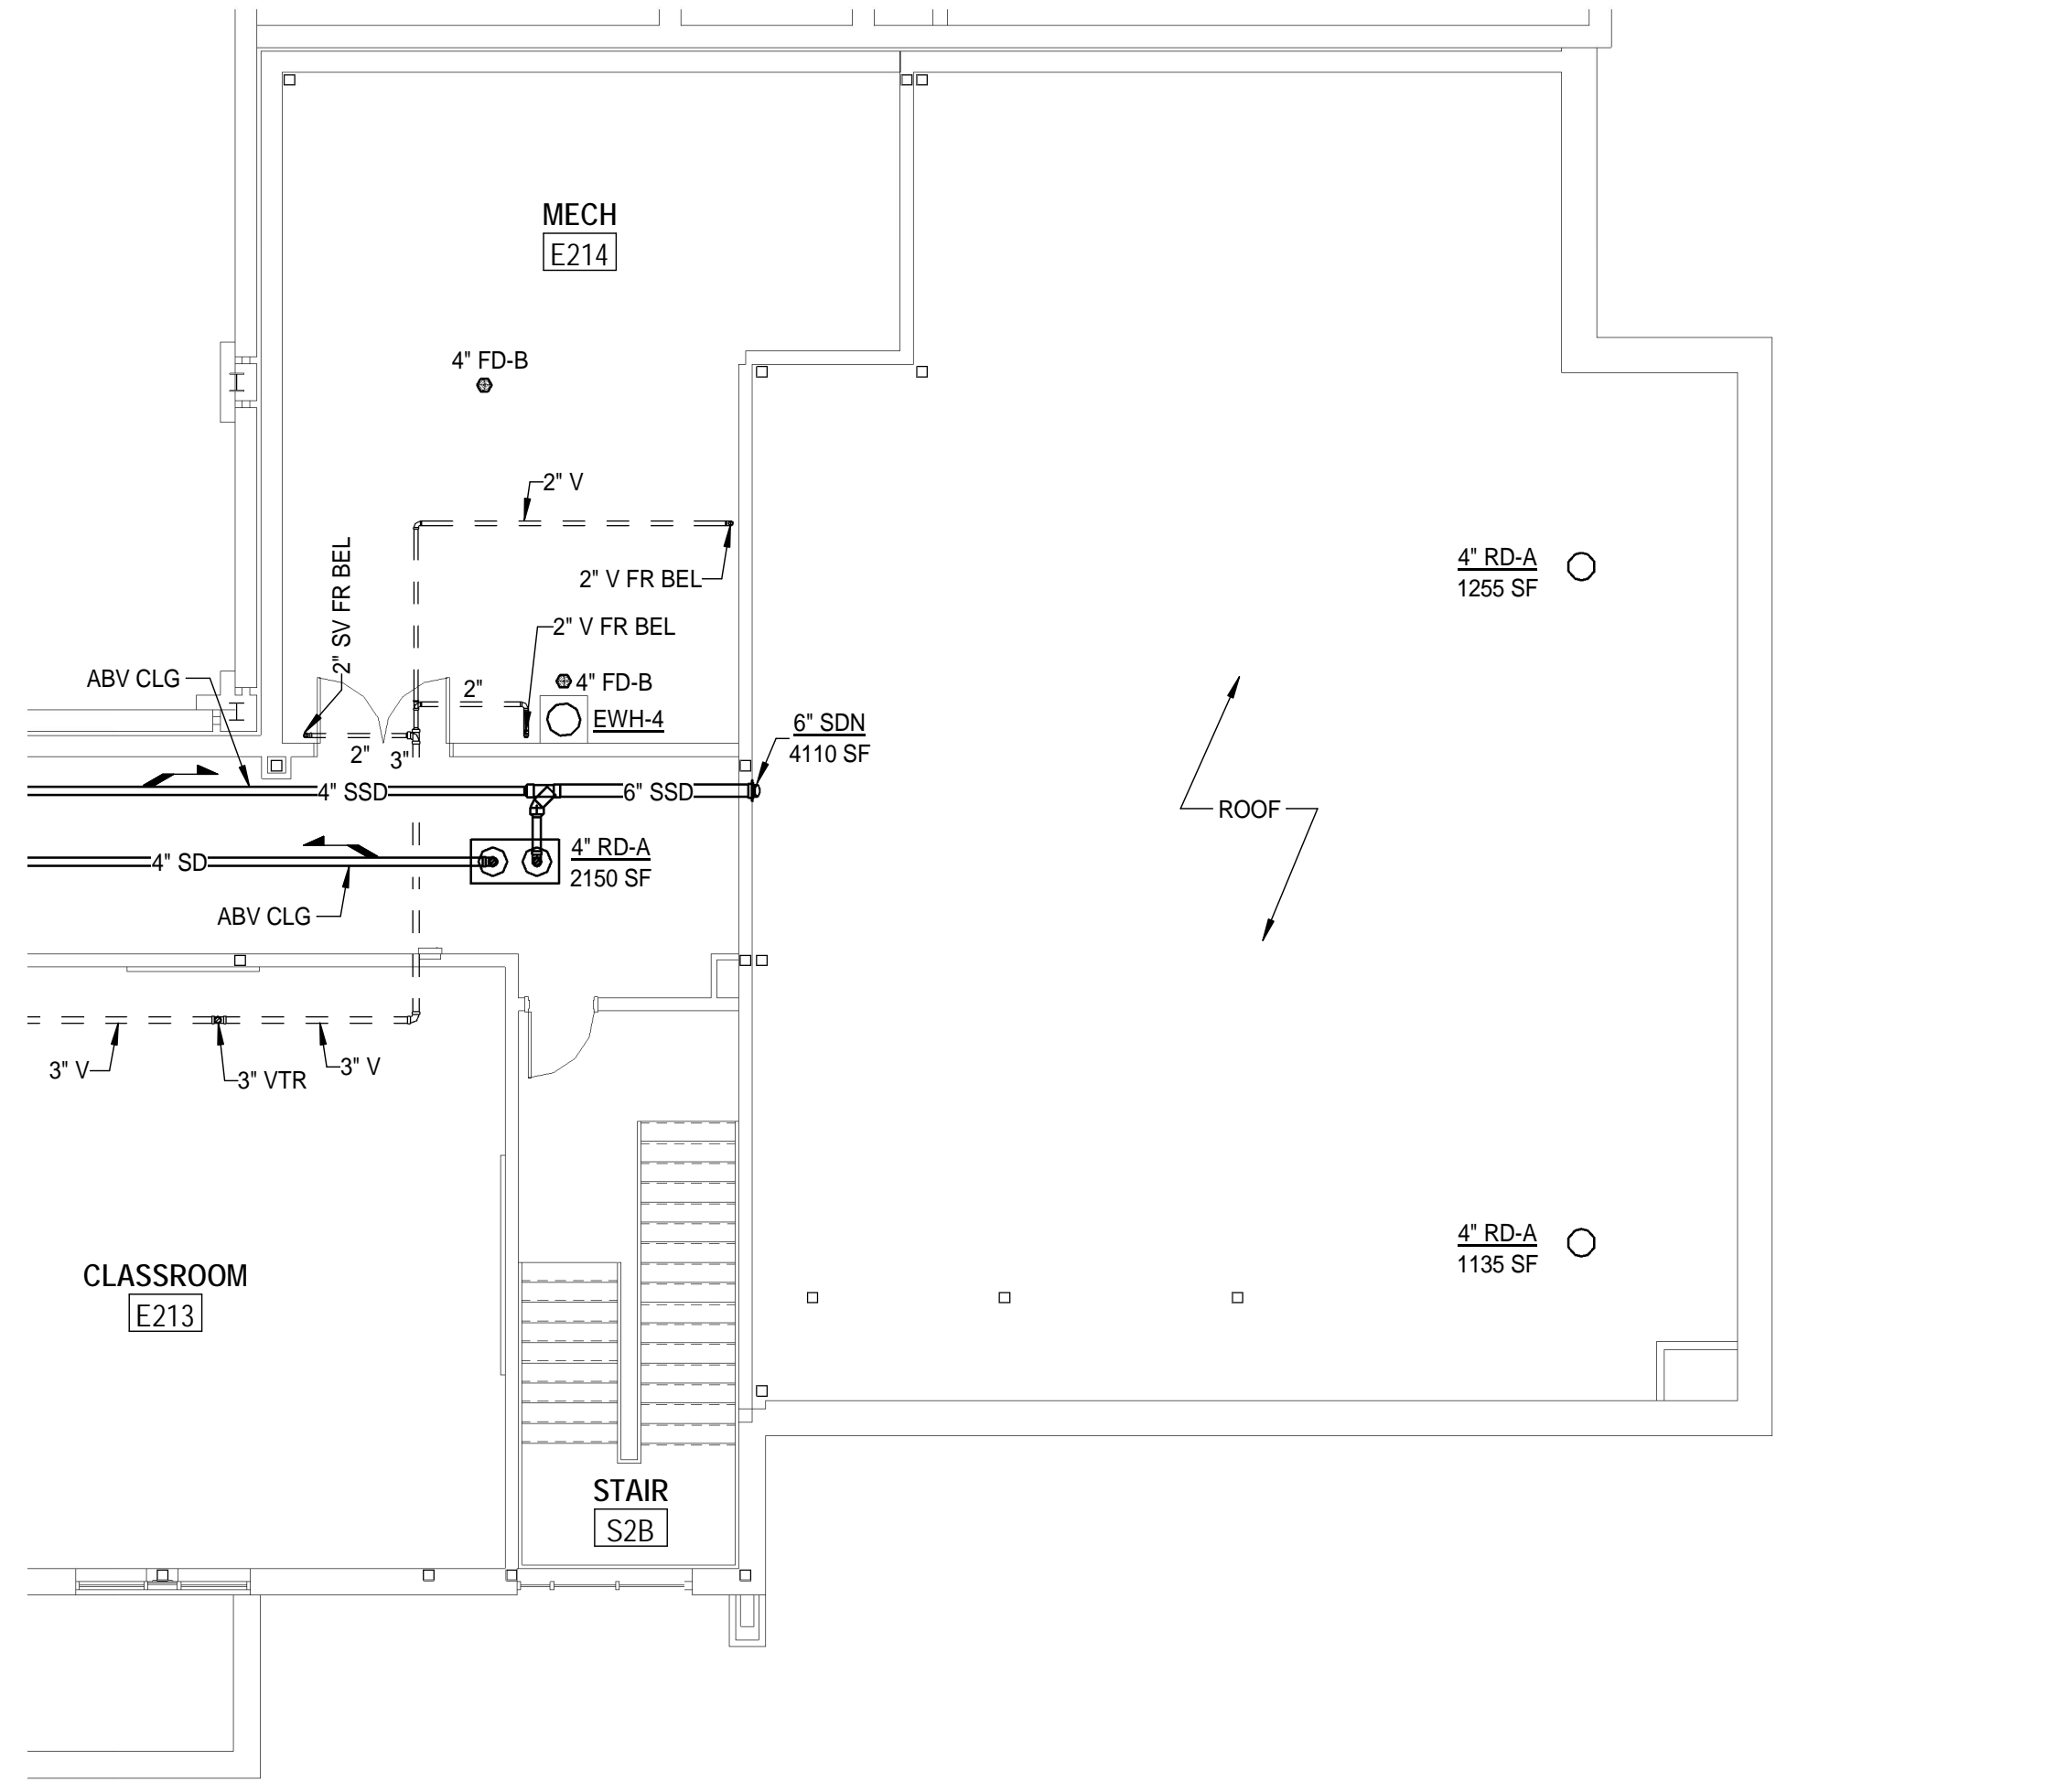 MECH
E214
4" FD-B
2" V
2" SV FR BEL
2" V FR BEL
4" RD-A
1255 SF
2" V FR BEL
ABV CLG
2"
4" FD-B
EWH-4
6" SDN
4110 SF
2"
3"
4" SSD
6" SSD
ROOF
4" SD
4" RD-A
2150 SF
ABV CLG
3" V
3" VTR
3" V
4" RD-A
1135 SF
CLASSROOM
E213
STAIR
S2B